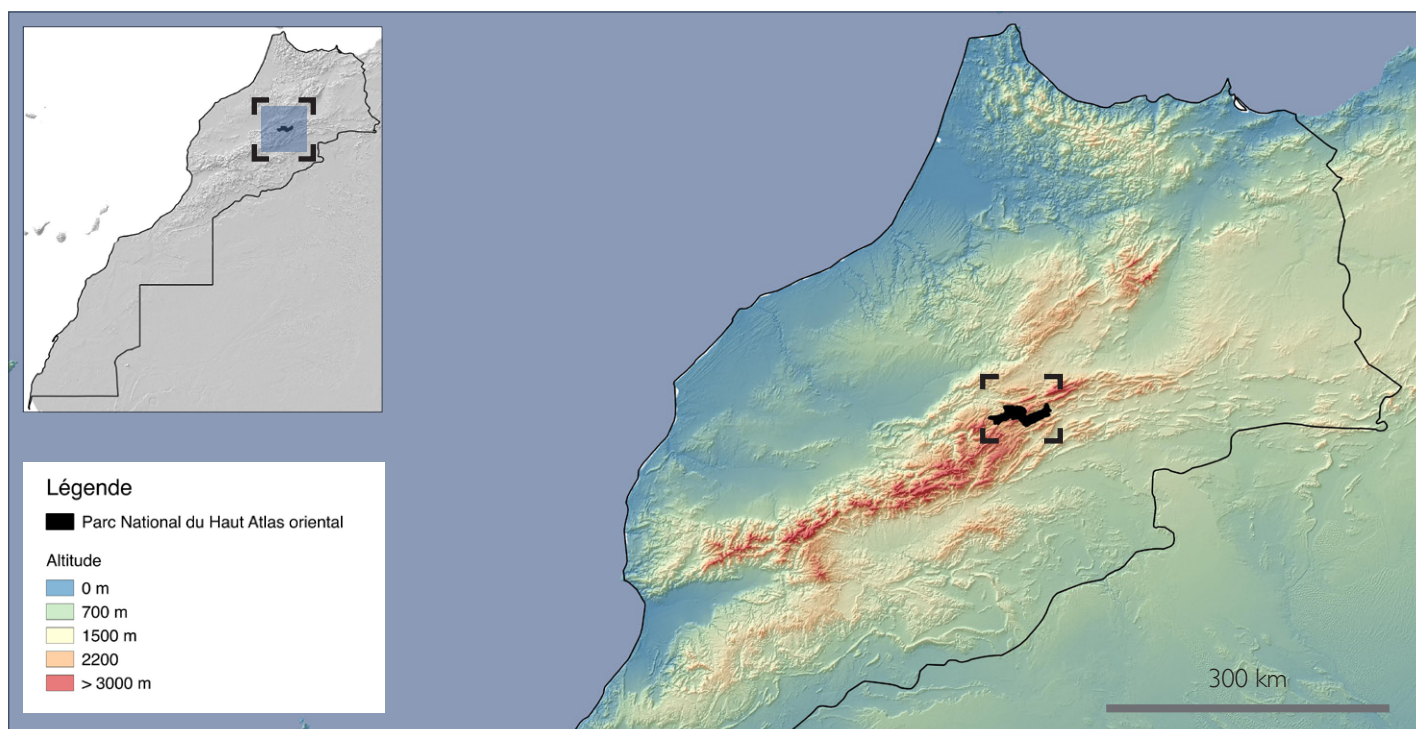 Légende
Parc National du Haut Atlas oriental
Altitude
0 m
700 m
1500 m
2200
> 3000 m
300 km